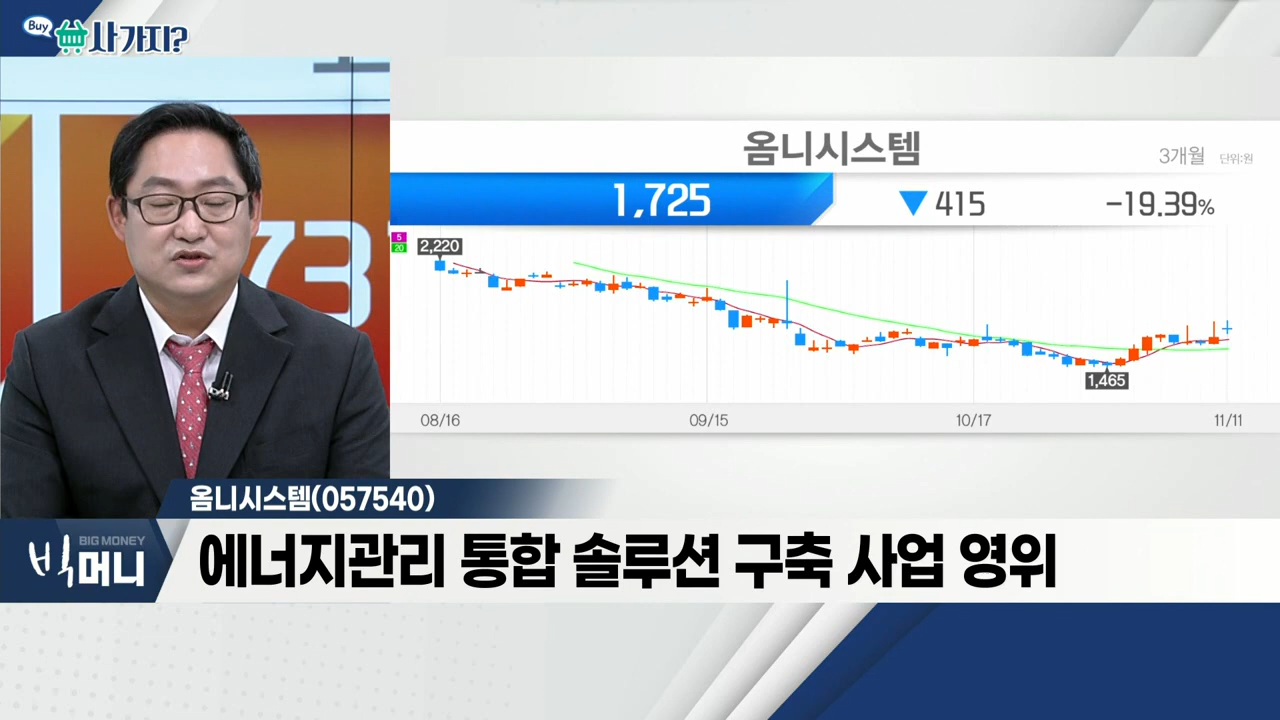 Buy 사가지?
73
옴니시스템
3개월 단위:원
1,725 ▼415 -19.39%
5
20
2,220
1,465
08/16 09/15 10/17 11/11
옴니시스템(057540)
BIG MONEY
빅머니
에너지관리 통합 솔루션 구축 사업 영위